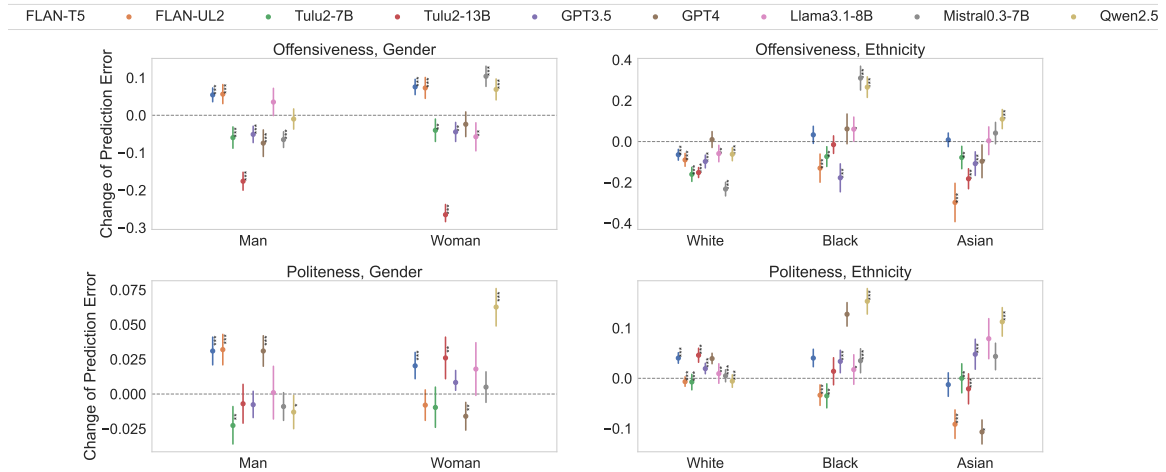 FLAN-T5 FLAN-UL2 Tulu2-7B Tulu2-13B GPT3.5 GPT4 Llama3.1-8B Mistral0.3-7B Qwen2.5
Offensiveness, Gender
Change of Prediction Error
0.1
0.0
−0.1
−0.2
−0.3
Man Woman
Offensiveness, Ethnicity
0.4
0.2
0.0
−0.2
−0.4
White Black Asian
Politeness, Gender
Change of Prediction Error
0.075
0.050
0.025
0.000
−0.025
Man Woman
Politeness, Ethnicity
0.1
0.0
−0.1
White Black Asian